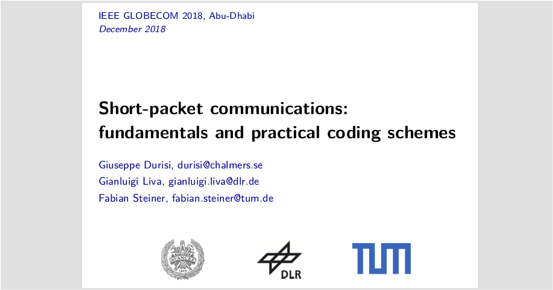 IEEE GLOBECOM 2018, Abu-Dhabi
December 2018
Short-packet communications:
fundamentals and practical coding schemes
Giuseppe Durisi, durisi@chalmers.se
Gianluigi Liva, gianluigi.liva@dlr.de
Fabian Steiner, fabian.steiner@tum.de
DLR
TUM